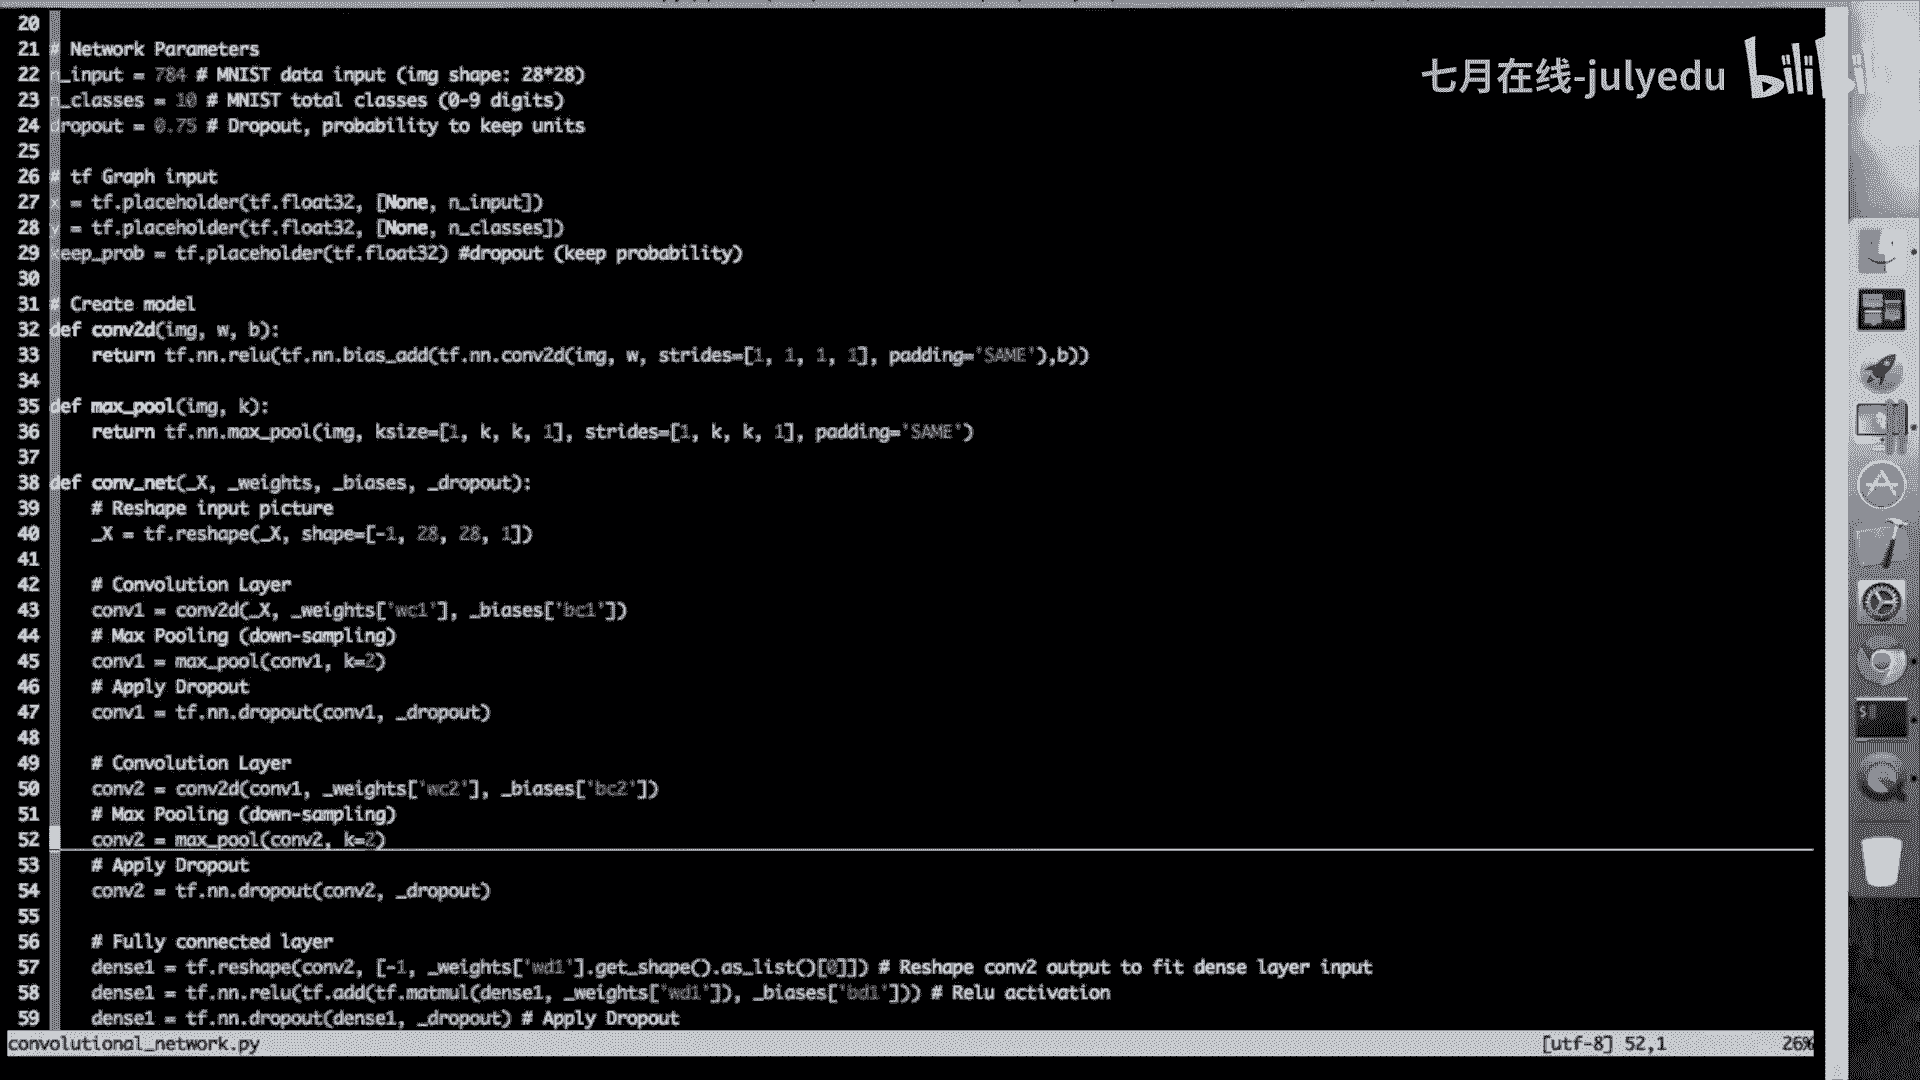 20
21 # Network Parameters
22 n_input = 784 # MNIST data input (img shape: 28*28)
23 n_classes = 10 # MNIST total classes (0-9 digits)
24 dropout = 0.75 # Dropout, probability to keep units
25
26 # tf Graph input
27 x = tf.placeholder(tf.float32, [None, n_input])
28 y = tf.placeholder(tf.float32, [None, n_classes])
29 keep_prob = tf.placeholder(tf.float32) #dropout (keep probability)
30
31 # Create model
32 def conv2d(img, w, b):
33     return tf.nn.relu(tf.nn.bias_add(tf.nn.conv2d(img, w, strides=[1, 1, 1, 1], padding='SAME'),b))
34
35 def max_pool(img, k):
36     return tf.nn.max_pool(img, ksize=[1, k, k, 1], strides=[1, k, k, 1], padding='SAME')
37
38 def conv_net(_X, _weights, _biases, _dropout):
39     # Reshape input picture
40     _X = tf.reshape(_X, shape=[-1, 28, 28, 1])
41
42     # Convolution Layer
43     conv1 = conv2d(_X, _weights['wc1'], _biases['bc1'])
44     # Max Pooling (down-sampling)
45     conv1 = max_pool(conv1, k=2)
46     # Apply Dropout
47     conv1 = tf.nn.dropout(conv1, _dropout)
48
49     # Convolution Layer
50     conv2 = conv2d(conv1, _weights['wc2'], _biases['bc2'])
51     # Max Pooling (down-sampling)
52     conv2 = max_pool(conv2, k=2)
53     # Apply Dropout
54     conv2 = tf.nn.dropout(conv2, _dropout)
55
56     # Fully connected layer
57     dense1 = tf.reshape(conv2, [-1, _weights['wd1'].get_shape().as_list()[0]]) # Reshape conv2 output to fit dense layer input
58     dense1 = tf.nn.relu(tf.add(tf.matmul(dense1, _weights['wd1']), _biases['bd1'])) # Relu activation
59     dense1 = tf.nn.dropout(dense1, _dropout) # Apply Dropout
convolutional_network.py [utf-8] 52,1 26%
七月在线-julyedu bilibili